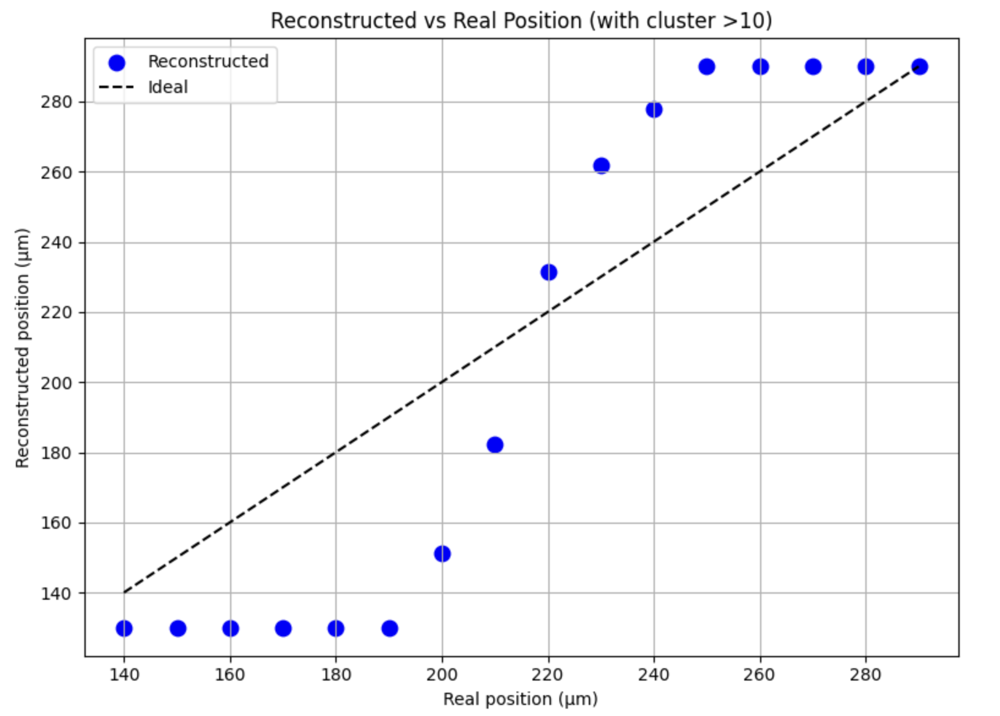 Reconstructed vs Real Position (with cluster >10)
Reconstructed
Ideal
280
260
240
220
200
180
160
140
Reconstructed position (µm)
140 160 180 200 220 240 260 280
Real position (µm)